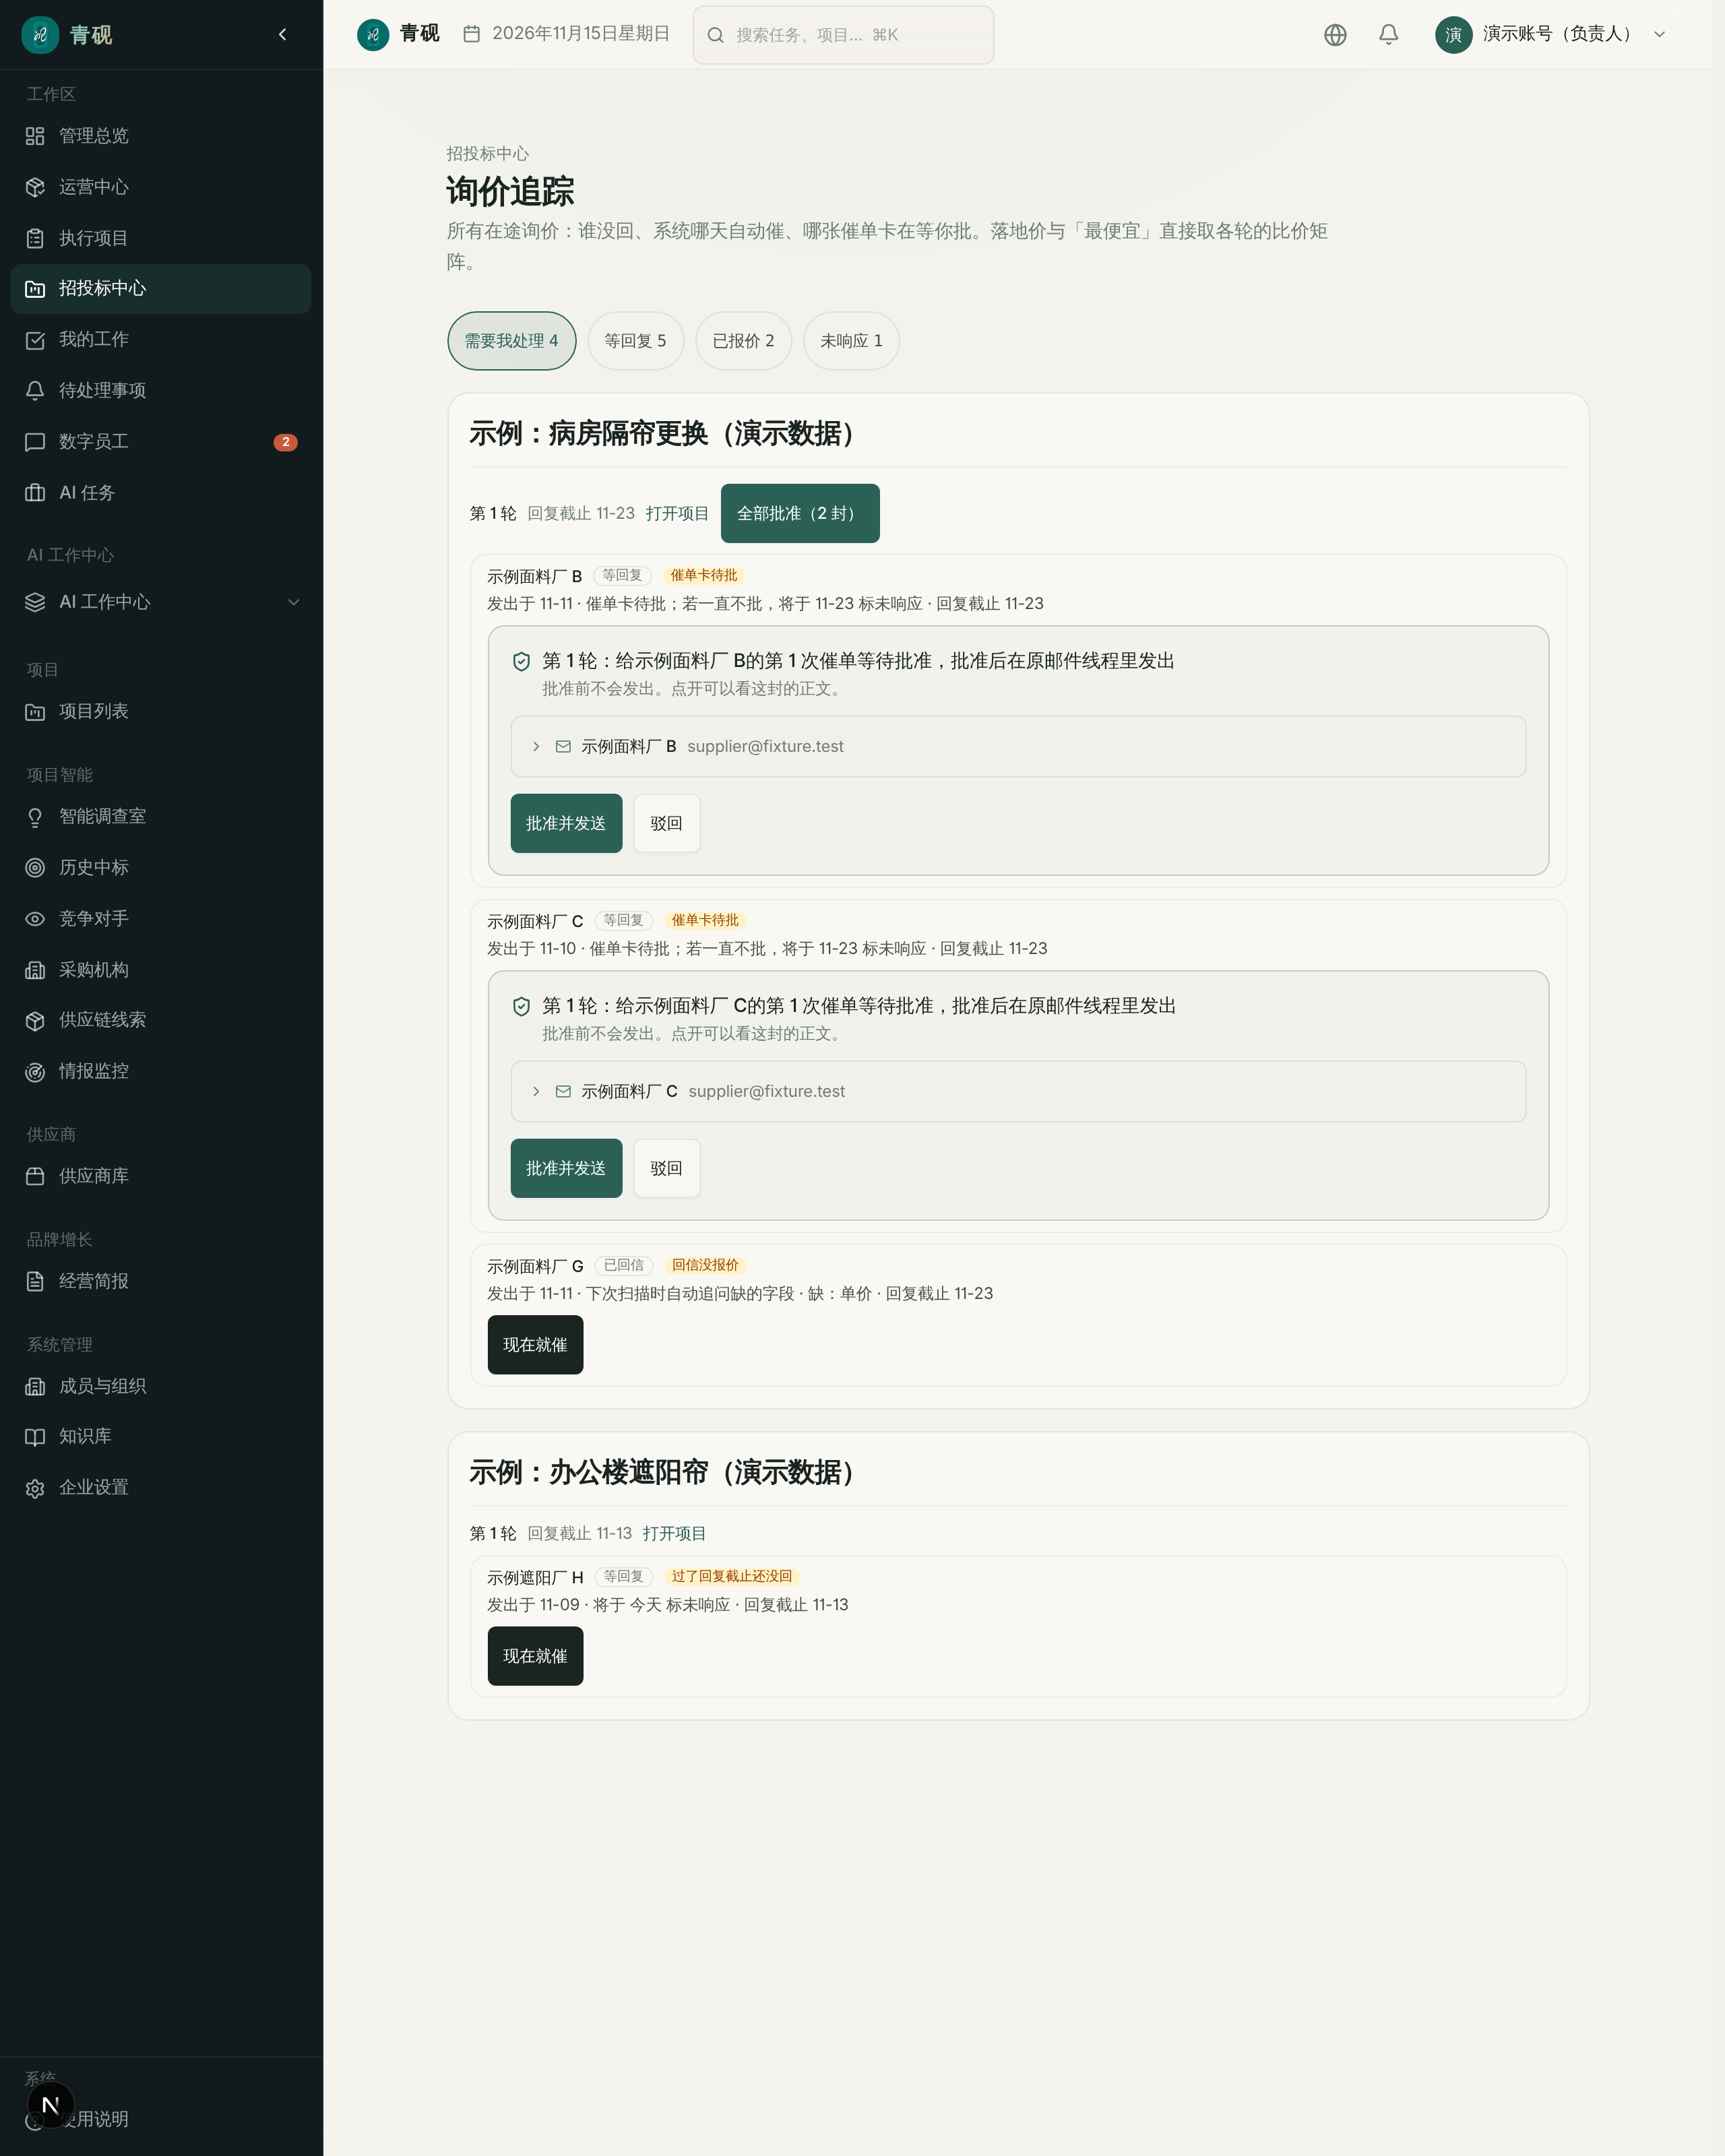 青砚
工作区
管理总览
运营中心
执行项目
招投标中心
我的工作
待处理事项
数字员工 2
AI 任务
AI 工作中心
AI 工作中心
项目
项目列表
项目智能
智能调查室
历史中标
竞争对手
采购机构
供应链线索
情报监控
供应商
供应商库
品牌增长
经营简报
系统管理
成员与组织
知识库
企业设置
系统
N
使用说明
青砚 2026年11月15日星期日 搜索任务、项目... ⌘K 演 演示账号（负责人）
招投标中心
询价追踪
所有在途询价：谁没回、系统哪天自动催、哪张催单卡在等你批。落地价与「最便宜」直接取各轮的比价矩
阵。
需要我处理 4 等回复 5 已报价 2 未响应 1
示例：病房隔帘更换（演示数据）
第 1 轮 回复截止 11-23 打开项目 全部批准（2 封）
示例面料厂 B 等回复 催单卡待批
发出于 11-11 · 催单卡待批；若一直不批，将于 11-23 标未响应 · 回复截止 11-23
第 1 轮：给示例面料厂 B的第 1 次催单等待批准，批准后在原邮件线程里发出
批准前不会发出。点开可以看这封的正文。
示例面料厂 B supplier@fixture.test
批准并发送 驳回
示例面料厂 C 等回复 催单卡待批
发出于 11-10 · 催单卡待批；若一直不批，将于 11-23 标未响应 · 回复截止 11-23
第 1 轮：给示例面料厂 C的第 1 次催单等待批准，批准后在原邮件线程里发出
批准前不会发出。点开可以看这封的正文。
示例面料厂 C supplier@fixture.test
批准并发送 驳回
示例面料厂 G 已回信 回信没报价
发出于 11-11 · 下次扫描时自动追问缺的字段 · 缺：单价 · 回复截止 11-23
现在就催
示例：办公楼遮阳帘（演示数据）
第 1 轮 回复截止 11-13 打开项目
示例遮阳厂 H 等回复 过了回复截止还没回
发出于 11-09 · 将于 今天 标未响应 · 回复截止 11-13
现在就催